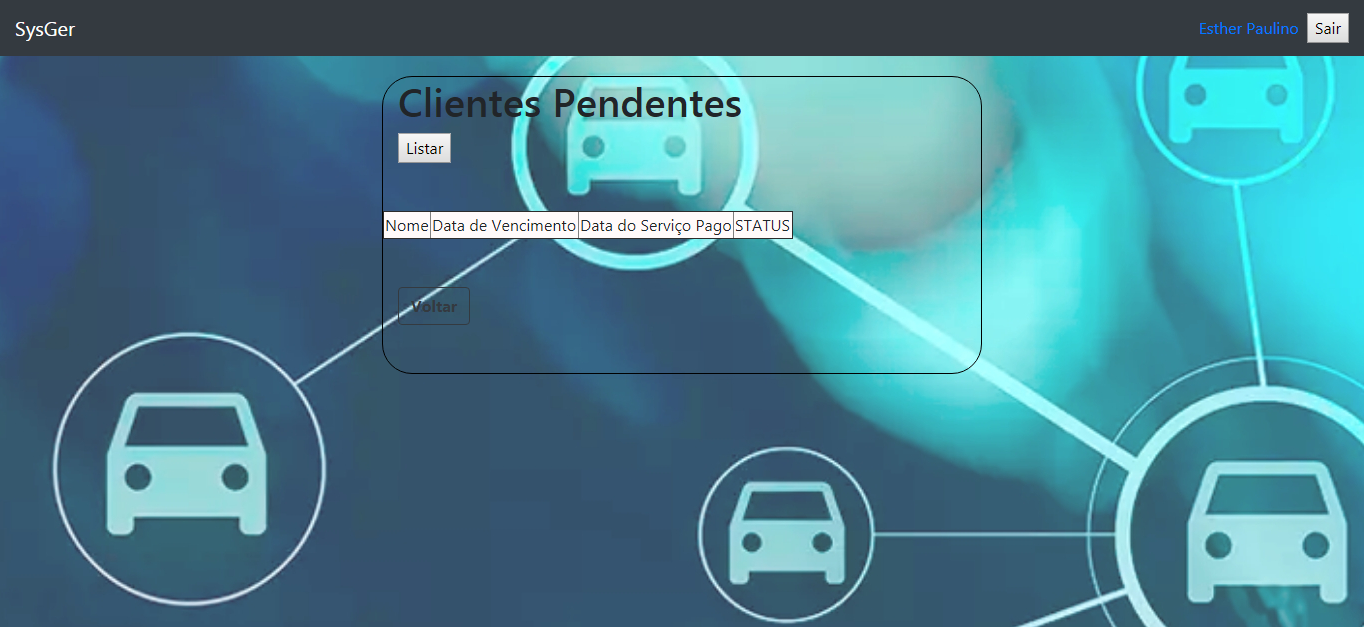 SysGer
Esther Paulino Sair
Clientes Pendentes
Listar
Nome Data de Vencimento Data do Serviço Pago STATUS
Voltar